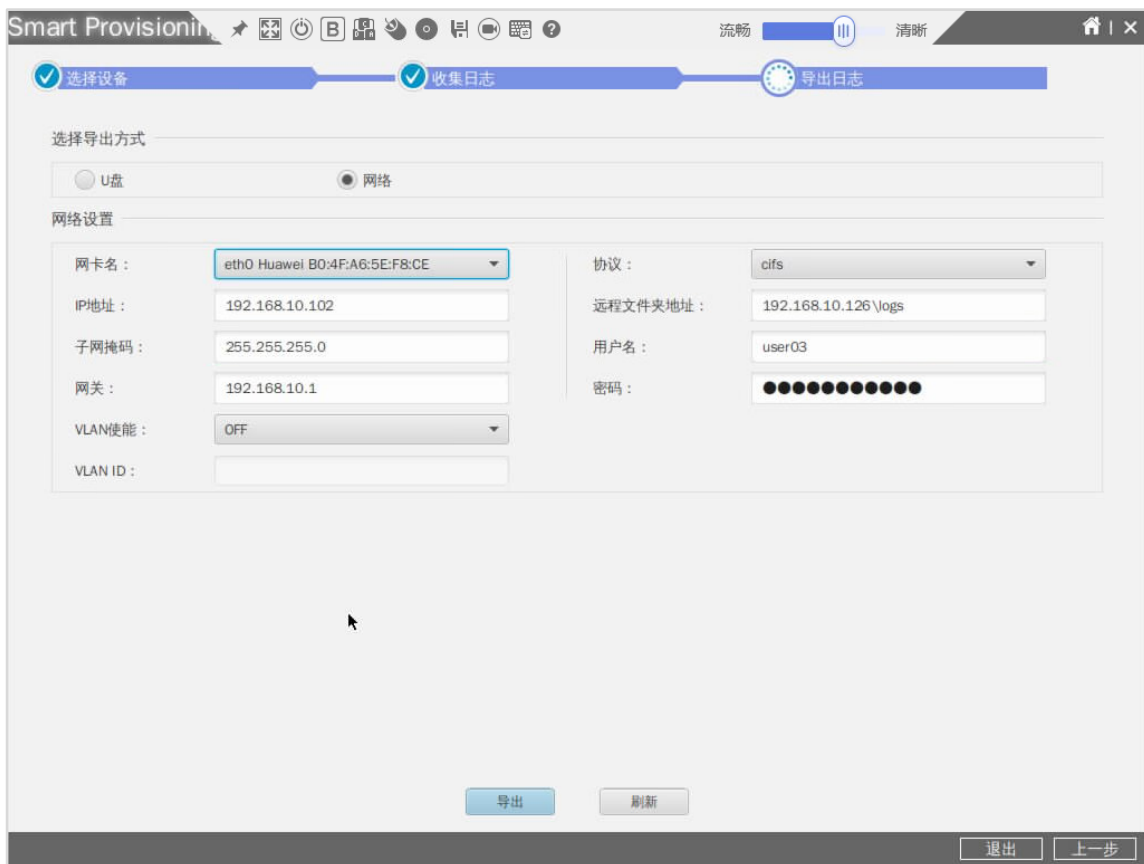 Smart Provisioning B 流畅 清晰
选择设备 收集日志 导出日志
选择导出方式
U盘 网络
网络设置
网卡名： eth0 Huawei B0:4F:A6:5E:F8:CE 协议： cifs
IP地址： 192.168.10.102 远程文件夹地址： 192.168.10.126\logs
子网掩码： 255.255.255.0 用户名： user03
网关： 192.168.10.1 密码： ●●●●●●●●●●●
VLAN使能： OFF
VLAN ID：
导出 刷新
退出 上一步